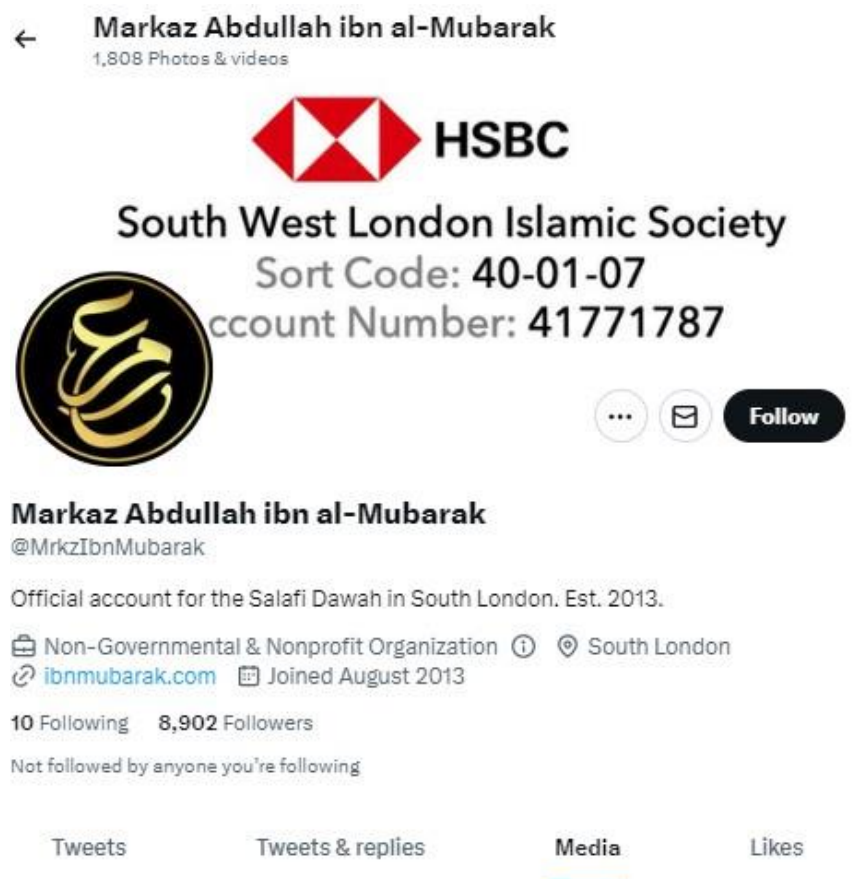 Markaz Abdullah ibn al-Mubarak
1,808 Photos & videos
HSBC
South West London Islamic Society
Sort Code: 40-01-07
ccount Number: 41771787
Follow
Markaz Abdullah ibn al-Mubarak
@MrkzIbnMubarak
Official account for the Salafi Dawah in South London. Est. 2013.
Non-Governmental & Nonprofit Organization South London
ibnmubarak.com Joined August 2013
10 Following 8,902 Followers
Not followed by anyone you're following
Tweets Tweets & replies Media Likes